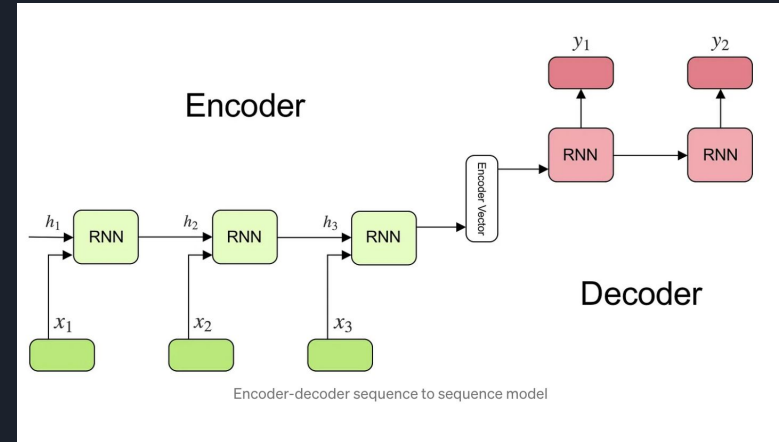 y₁ y₂
Encoder
RNN RNN
Encoder Vector
h₁ RNN h₂ RNN h₃ RNN
Decoder
x₁ x₂ x₃
Encoder-decoder sequence to sequence model